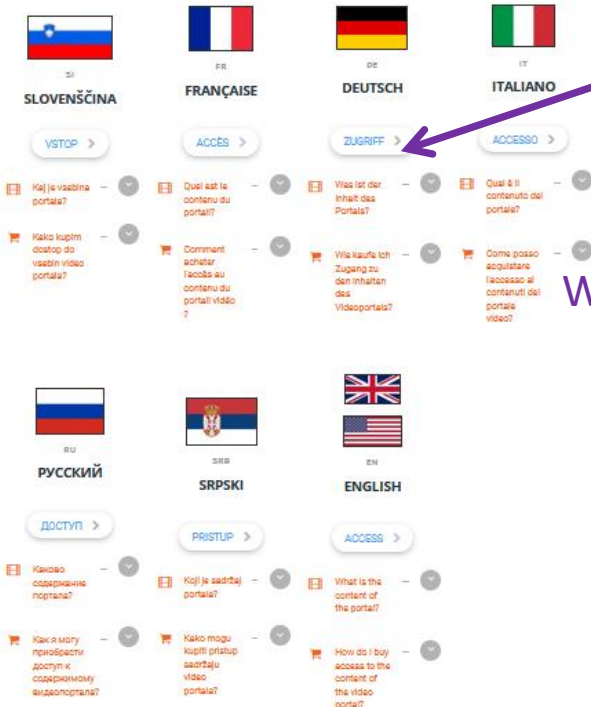 SI
SLOVENŠČINA
VSTOP >
Kaj je vsebina
portala?
Kako kupim
dostop do
vsebin video
portala?
FR
FRANÇAISE
ACCÈS >
Quel est le
contenu du
portail?
Comment
acheter
l'accès au
contenu du
portail vidéo
?
DE
DEUTSCH
ZUGRIFF >
Was ist der
Inhalt des
Portals?
Wie kaufe ich
Zugang zu
den Inhalten
des
Videoportals?
IT
ITALIANO
ACCESSO >
Qual è il
contenuto del
portale?
Come posso
acquistare
l'accesso ai
contenuti del
portale
video?
W
RU
РУССКИЙ
ДОСТУП >
Каково
содержание
портала?
Как я могу
приобрести
доступ к
содержимому
видеопортала?
SRB
SRPSKI
PRISTUP >
Koji je sadržaj
portala?
Kako mogu
kupiti pristup
sadržaju
video
portala?
EN
ENGLISH
ACCESS >
What is the
content of
the portal?
How do I buy
access to the
content of
the video
portal?